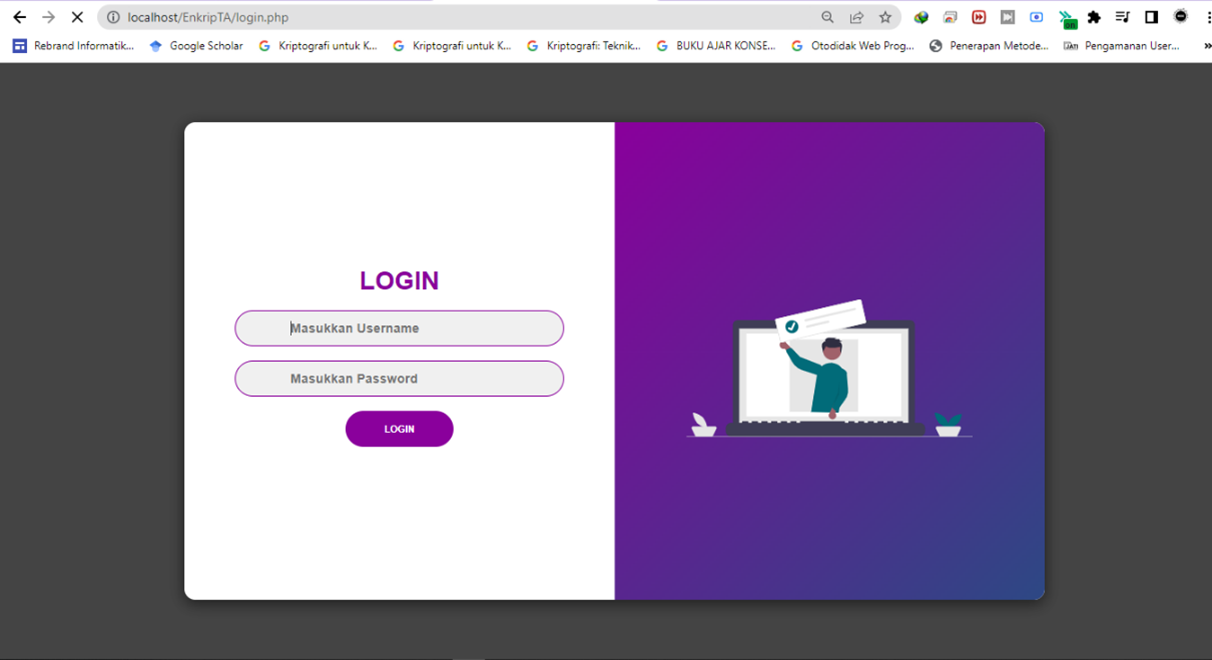 localhost/EnkripTA/login.php
Rebrand Informatik... Google Scholar Kriptografi untuk K... Kriptografi untuk K... Kriptografi: Teknik... BUKU AJAR KONSE... Otodidak Web Prog... Penerapan Metode... Pengamanan User... »
LOGIN
Masukkan Username
Masukkan Password
LOGIN